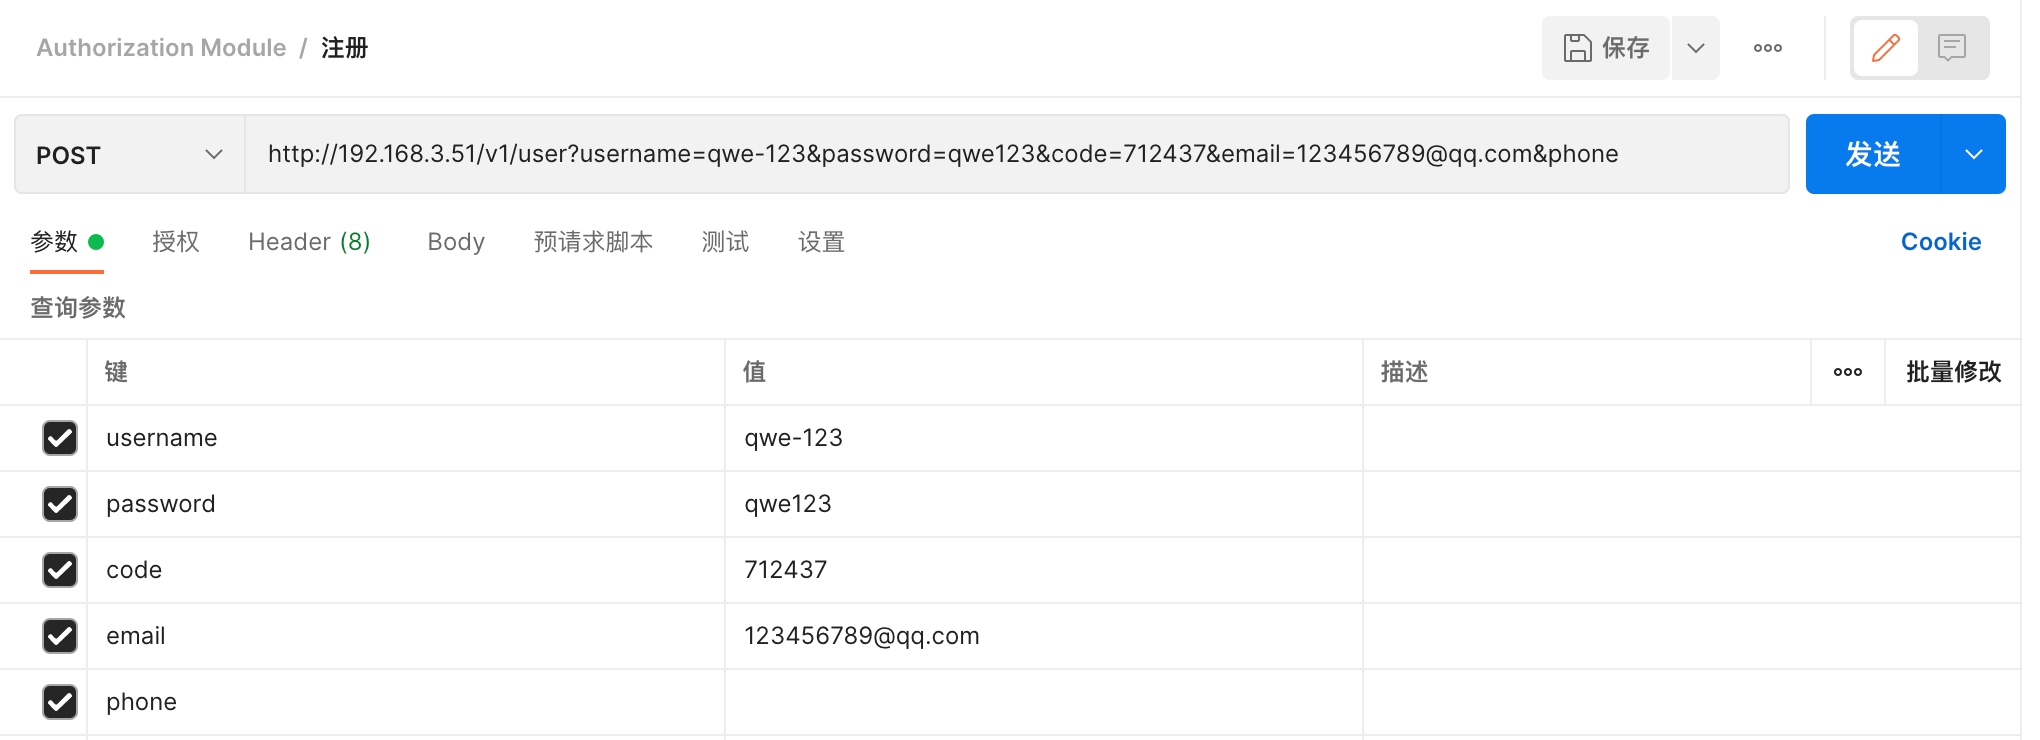 Authorization Module / 注册
保存
POST
http://192.168.3.51/v1/user?username=qwe-123&password=qwe123&code=712437&email=123456789@qq.com&phone
发送
参数 授权 Header (8) Body 预请求脚本 测试 设置 Cookie
查询参数
键 值 描述 批量修改
username qwe-123
password qwe123
code 712437
email 123456789@qq.com
phone